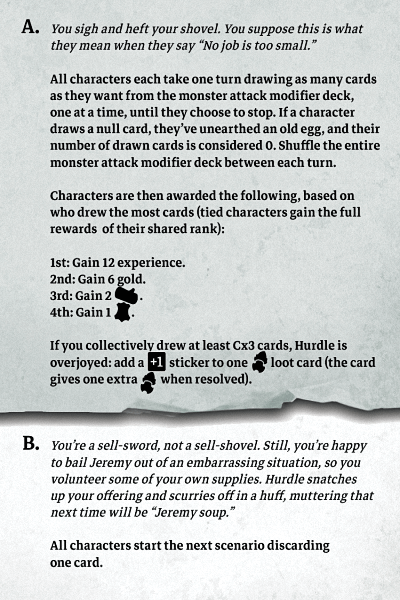 A. You sigh and heft your shovel. You suppose this is what
they mean when they say “No job is too small.”
All characters each take one turn drawing as many cards
as they want from the monster attack modifier deck,
one at a time, until they choose to stop. If a character
draws a null card, they’ve unearthed an old egg, and their
number of drawn cards is considered 0. Shuffle the entire
monster attack modifier deck between each turn.
Characters are then awarded the following, based on
who drew the most cards (tied characters gain the full
rewards of their shared rank):
1st: Gain 12 experience.
2nd: Gain 6 gold.
3rd: Gain 2 .
4th: Gain 1 .
If you collectively drew at least Cx3 cards, Hurdle is
overjoyed: add a +1 sticker to one loot card (the card
gives one extra when resolved).
B. You’re a sell-sword, not a sell-shovel. Still, you’re happy
to bail Jeremy out of an embarrassing situation, so you
volunteer some of your own supplies. Hurdle snatches
up your offering and scurries off in a huff, muttering that
next time will be “Jeremy soup.”
All characters start the next scenario discarding
one card.